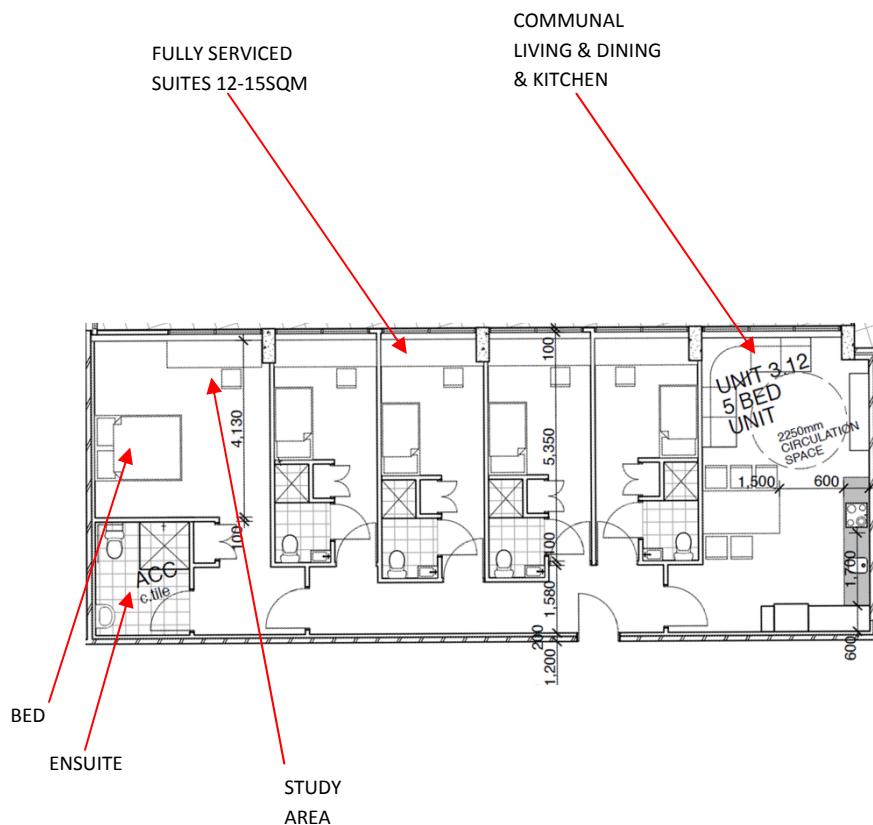 COMMUNAL
LIVING & DINING
& KITCHEN
FULLY SERVICED
SUITES 12-15SQM
100
UNIT 3.12
5 BED
UNIT
2250mm
CIRCULATION
SPACE
4,130
5,350
1,500
600
100
100
1,700
ACC
c.tile
1,580
200
1,200
600
BED
ENSUITE
STUDY
AREA